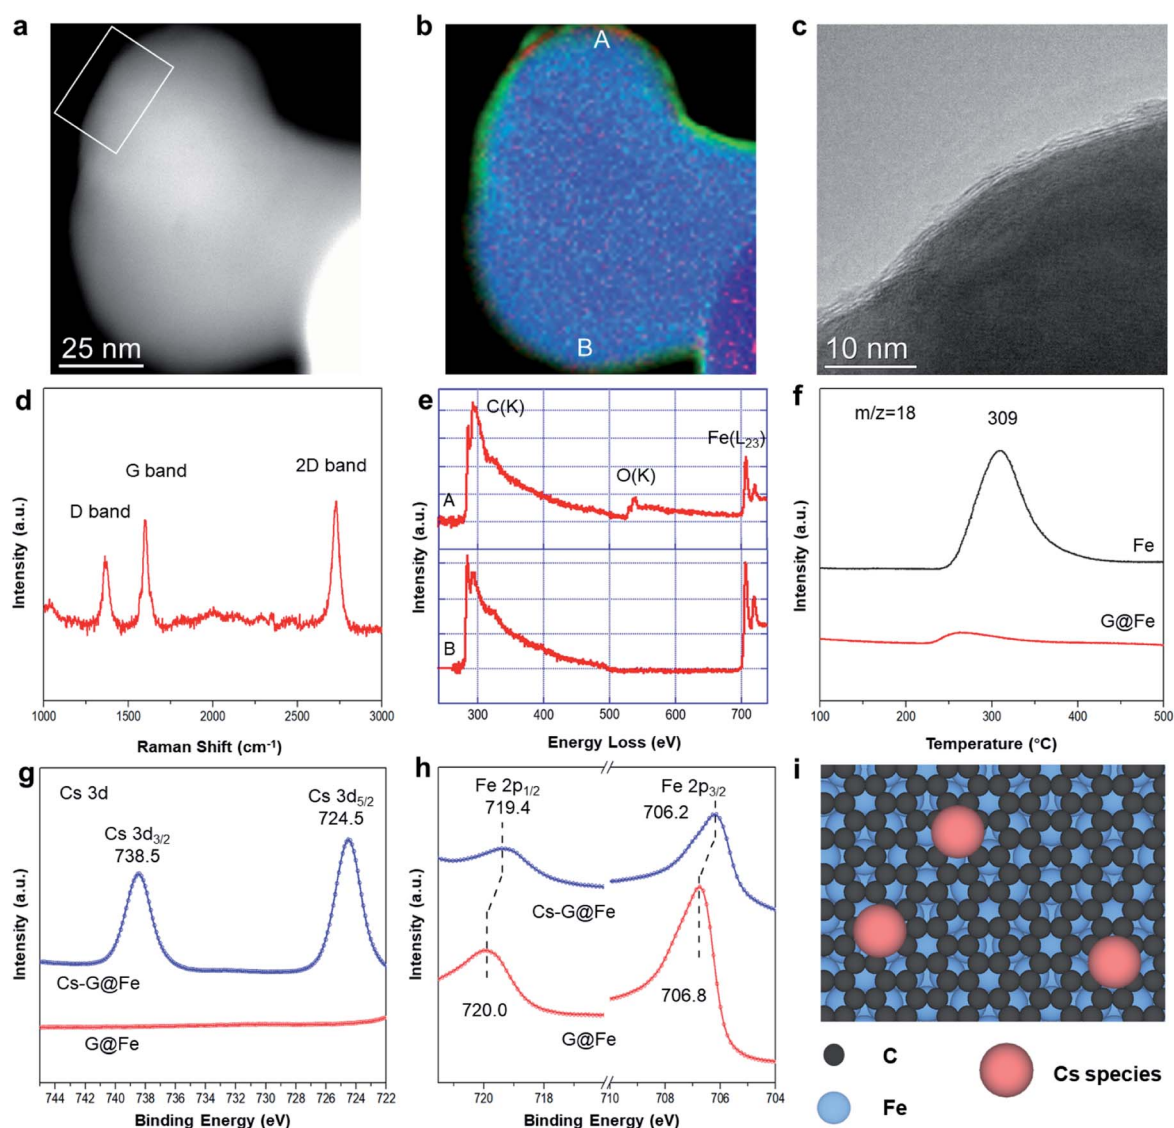 a
25 nm
b
A
B
c
10 nm
d
D band
G band
2D band
Intensity (a.u.)
1000 1500 2000 2500 3000
Raman Shift (cm⁻¹)
e
C(K)
O(K)
Fe(L₂₃)
A
B
Intensity (a.u.)
300 400 500 600 700
Energy Loss (eV)
f
m/z=18
309
Fe
G@Fe
Intensity (a.u.)
100 200 300 400 500
Temperature (°C)
g
Cs 3d
Cs 3d₃/₂
738.5
Cs 3d₅/₂
724.5
Cs-G@Fe
G@Fe
Intensity (a.u.)
744 742 740 738 736 734 732 730 728 726 724 722
Binding Energy (eV)
h
Fe 2p₁/₂
719.4
Fe 2p₃/₂
706.2
Cs-G@Fe
720.0
706.8
G@Fe
Intensity (a.u.)
720 718 710 708 706 704
Binding Energy (eV)
i
C
Fe
Cs species